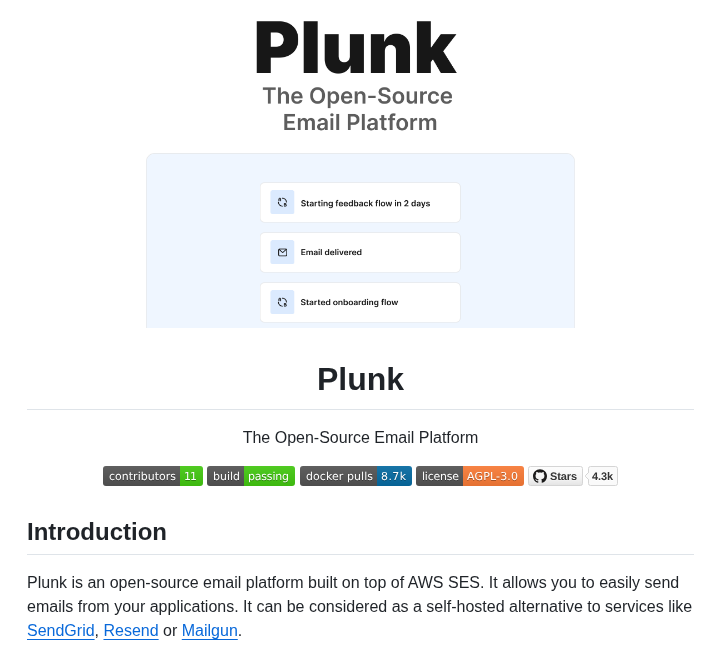 Plunk
The Open-Source
Email Platform
Starting feedback flow in 2 days
Email delivered
Started onboarding flow
Plunk
The Open-Source Email Platform
contributors 11 build passing docker pulls 8.7k license AGPL-3.0 Stars 4.3k
Introduction
Plunk is an open-source email platform built on top of AWS SES. It allows you to easily send
emails from your applications. It can be considered as a self-hosted alternative to services like
SendGrid, Resend or Mailgun.